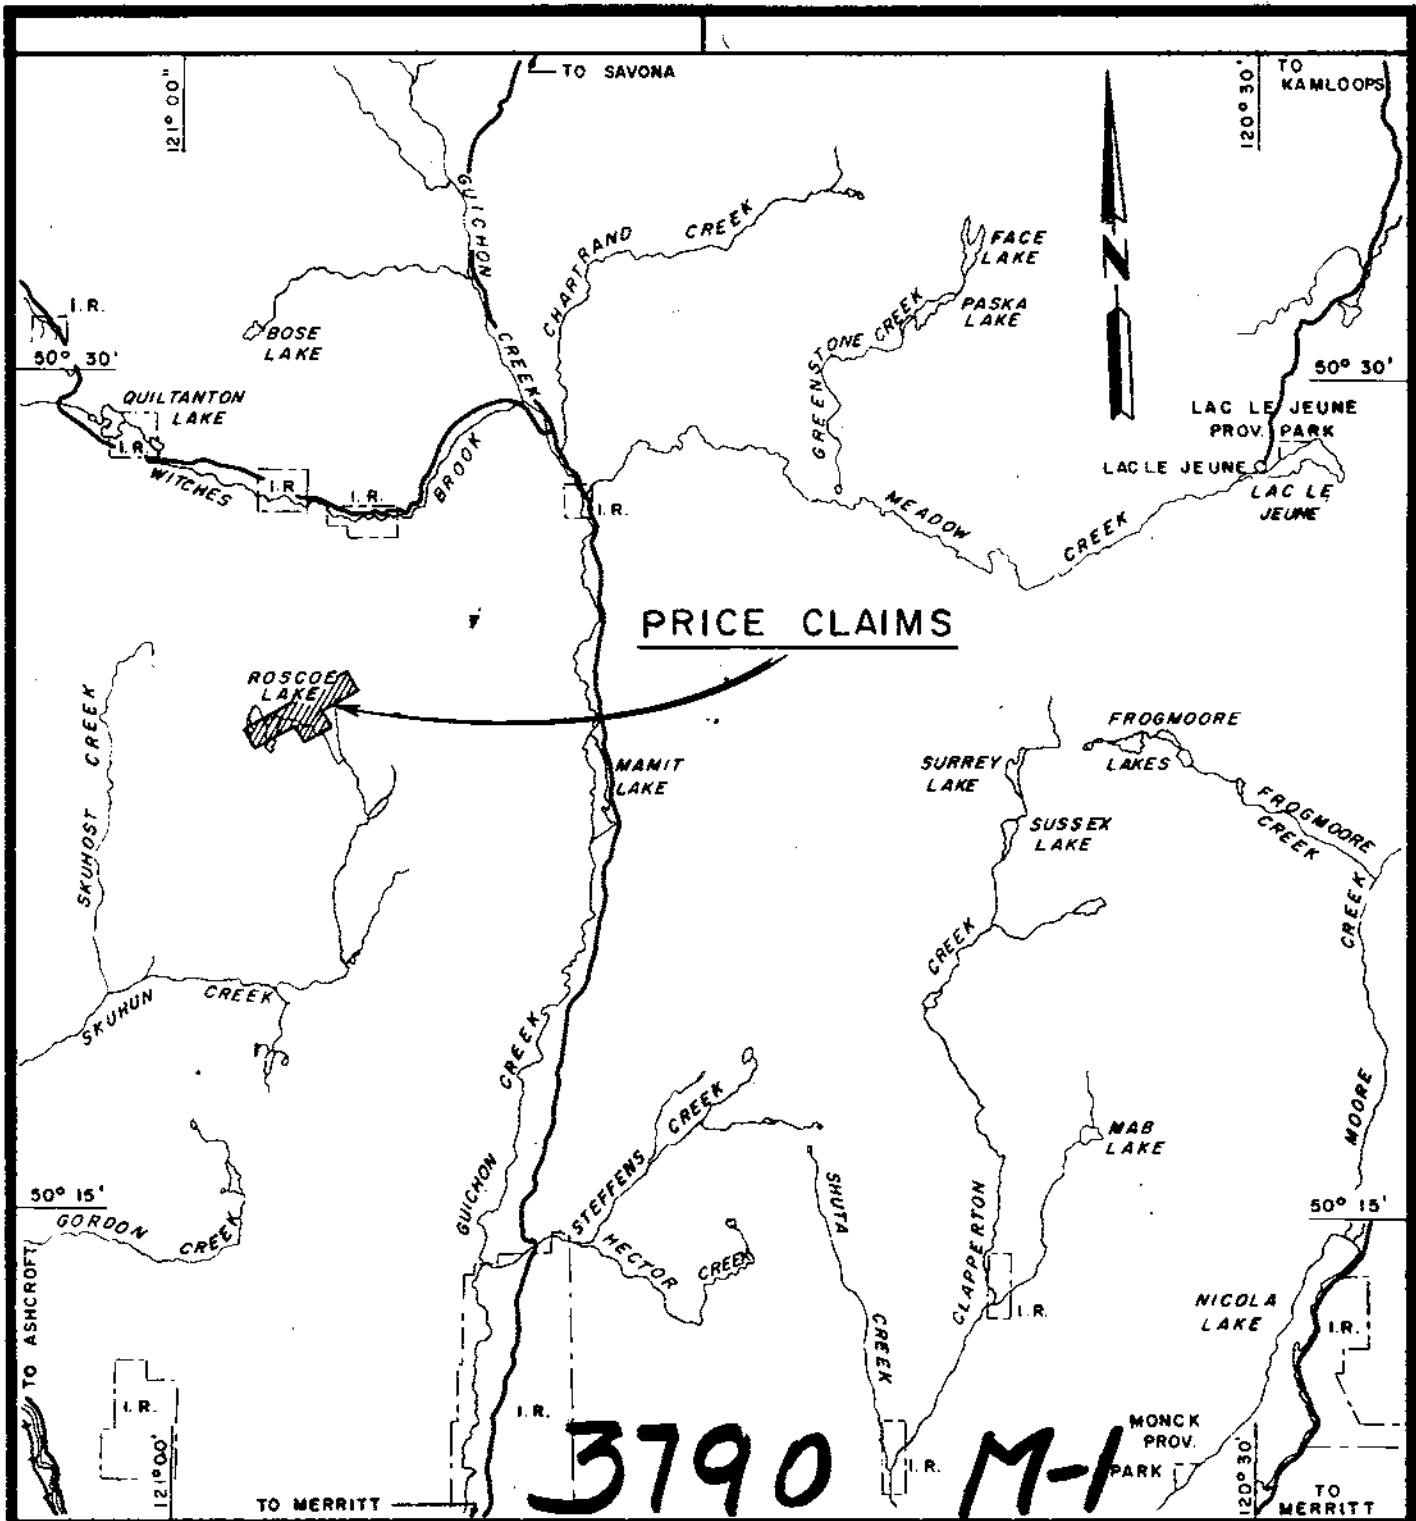 TO SAVONA
TO
KAMLOOPS
121° 00"
120° 30'
GUICHON
CREEK
CHARTRAND CREEK
FACE
LAKE
PASKA
LAKE
GREENSTONE CREEK
N
I.R.
BOSE
LAKE
50° 30'
50° 30'
QUILTANTON
LAKE
I.R.
WITCHES
I.R.
I.R.
BROOK
I.R.
LAC LE JEUNE
PROV. PARK
LAC LE JEUNE
LAC LE
JEUNE
MEADOW
CREEK
PRICE CLAIMS
ROSCOE
LAKE
SKUHOST CREEK
MAMIT
LAKE
SURREY
LAKE
FROGMOORE
LAKES
SUSSEX
LAKE
FROGMOORE
CREEK
CREEK
CREEK
SKUHUN
CREEK
CREEK
MOORE
STEFFENS CREEK
MAB
LAKE
50° 15'
50° 15'
GORDON
CREEK
GUICHON
HECTOR CREEK
SHUTA
CREEK
CLAPPERTON
I.R.
NICOLA
LAKE
I.R.
TO ASHCROFT
I.R.
121° 00'
I.R.
3790 M-1
I.R.
MONCK
PROV.
PARK
120° 30'
TO MERRITT
TO
MERRITT